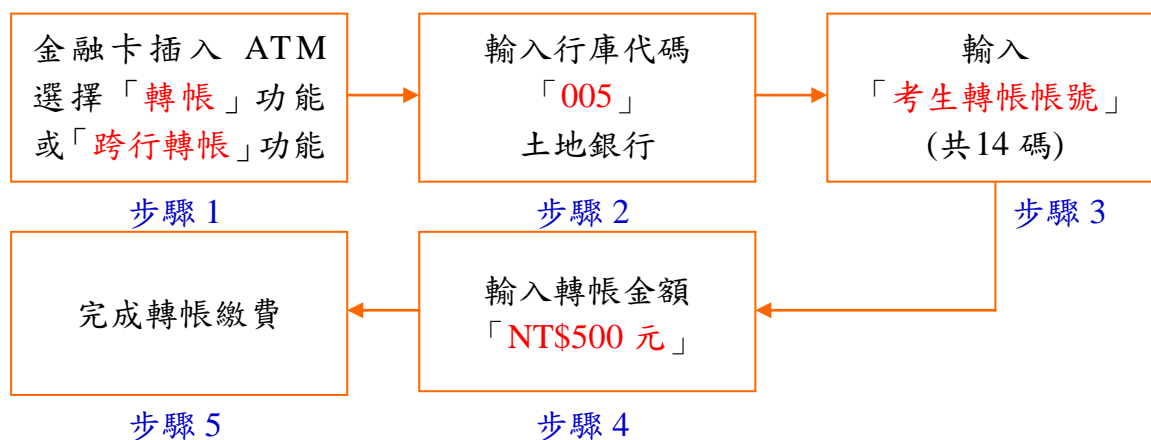 金融卡插入 ATM
選擇「轉帳」功能
或「跨行轉帳」功能
步驟 1
輸入行庫代碼
「005」
土地銀行
步驟 2
輸入
「考生轉帳帳號」
(共14 碼)
步驟 3
輸入轉帳金額
「NT$500 元」
步驟 4
完成轉帳繳費
步驟 5